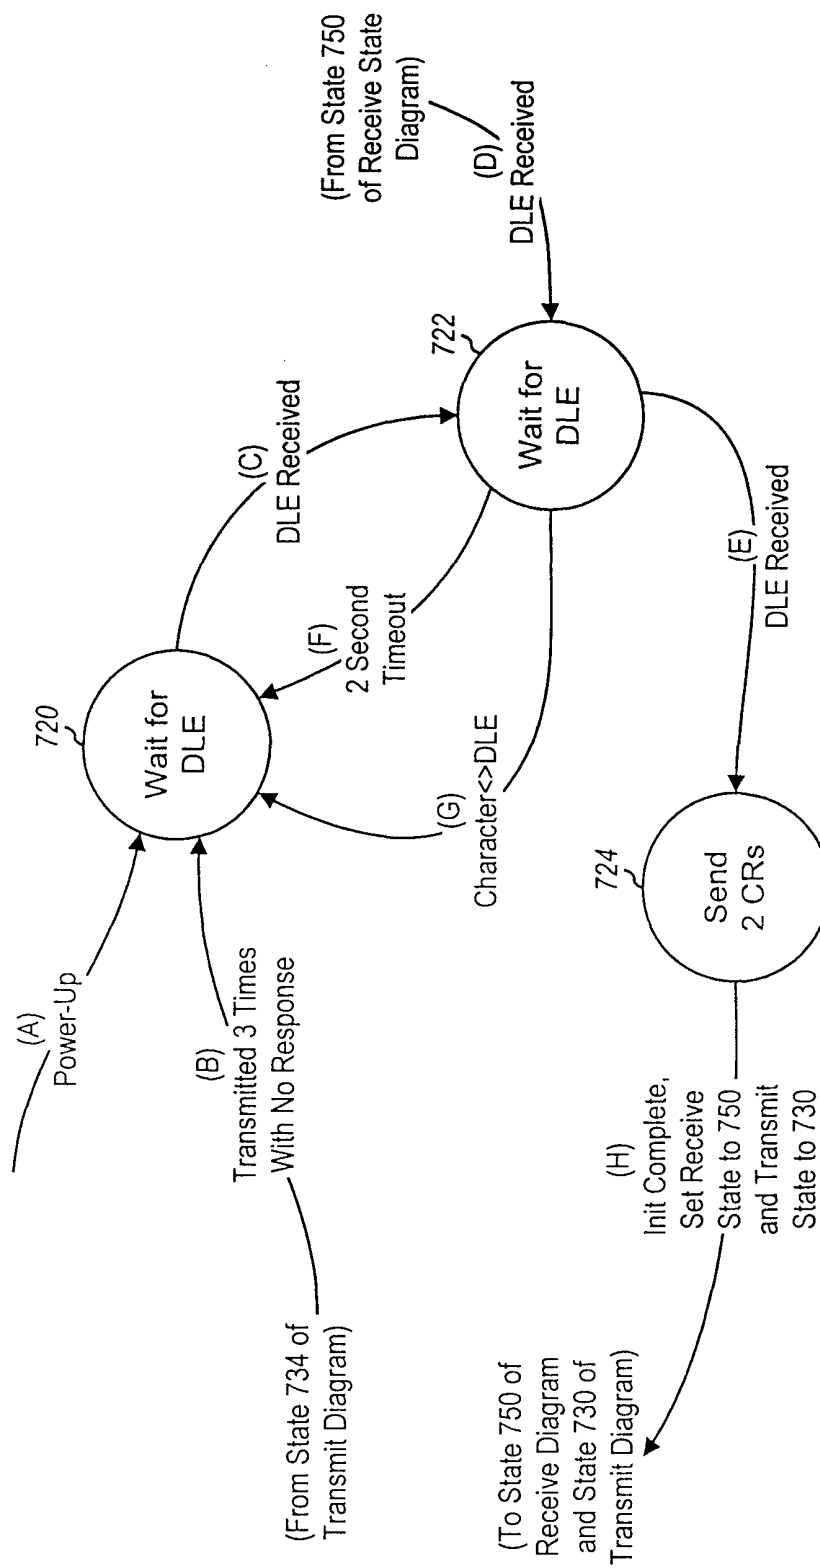 (A)
Power-Up
720
Wait for
DLE
(B)
Transmitted 3 Times
With No Response
(From State 734 of
Transmit Diagram)
(C)
DLE Received
(F)
2 Second
Timeout
(G)
Character<>DLE
722
Wait for
DLE
(From State 750
of Receive State
Diagram)
(D)
DLE Received
(E)
DLE Received
724
Send
2 CRs
(H)
Init Complete,
Set Receive
State to 750
and Transmit
State to 730
(To State 750 of
Receive Diagram
and State 730 of
Transmit Diagram)